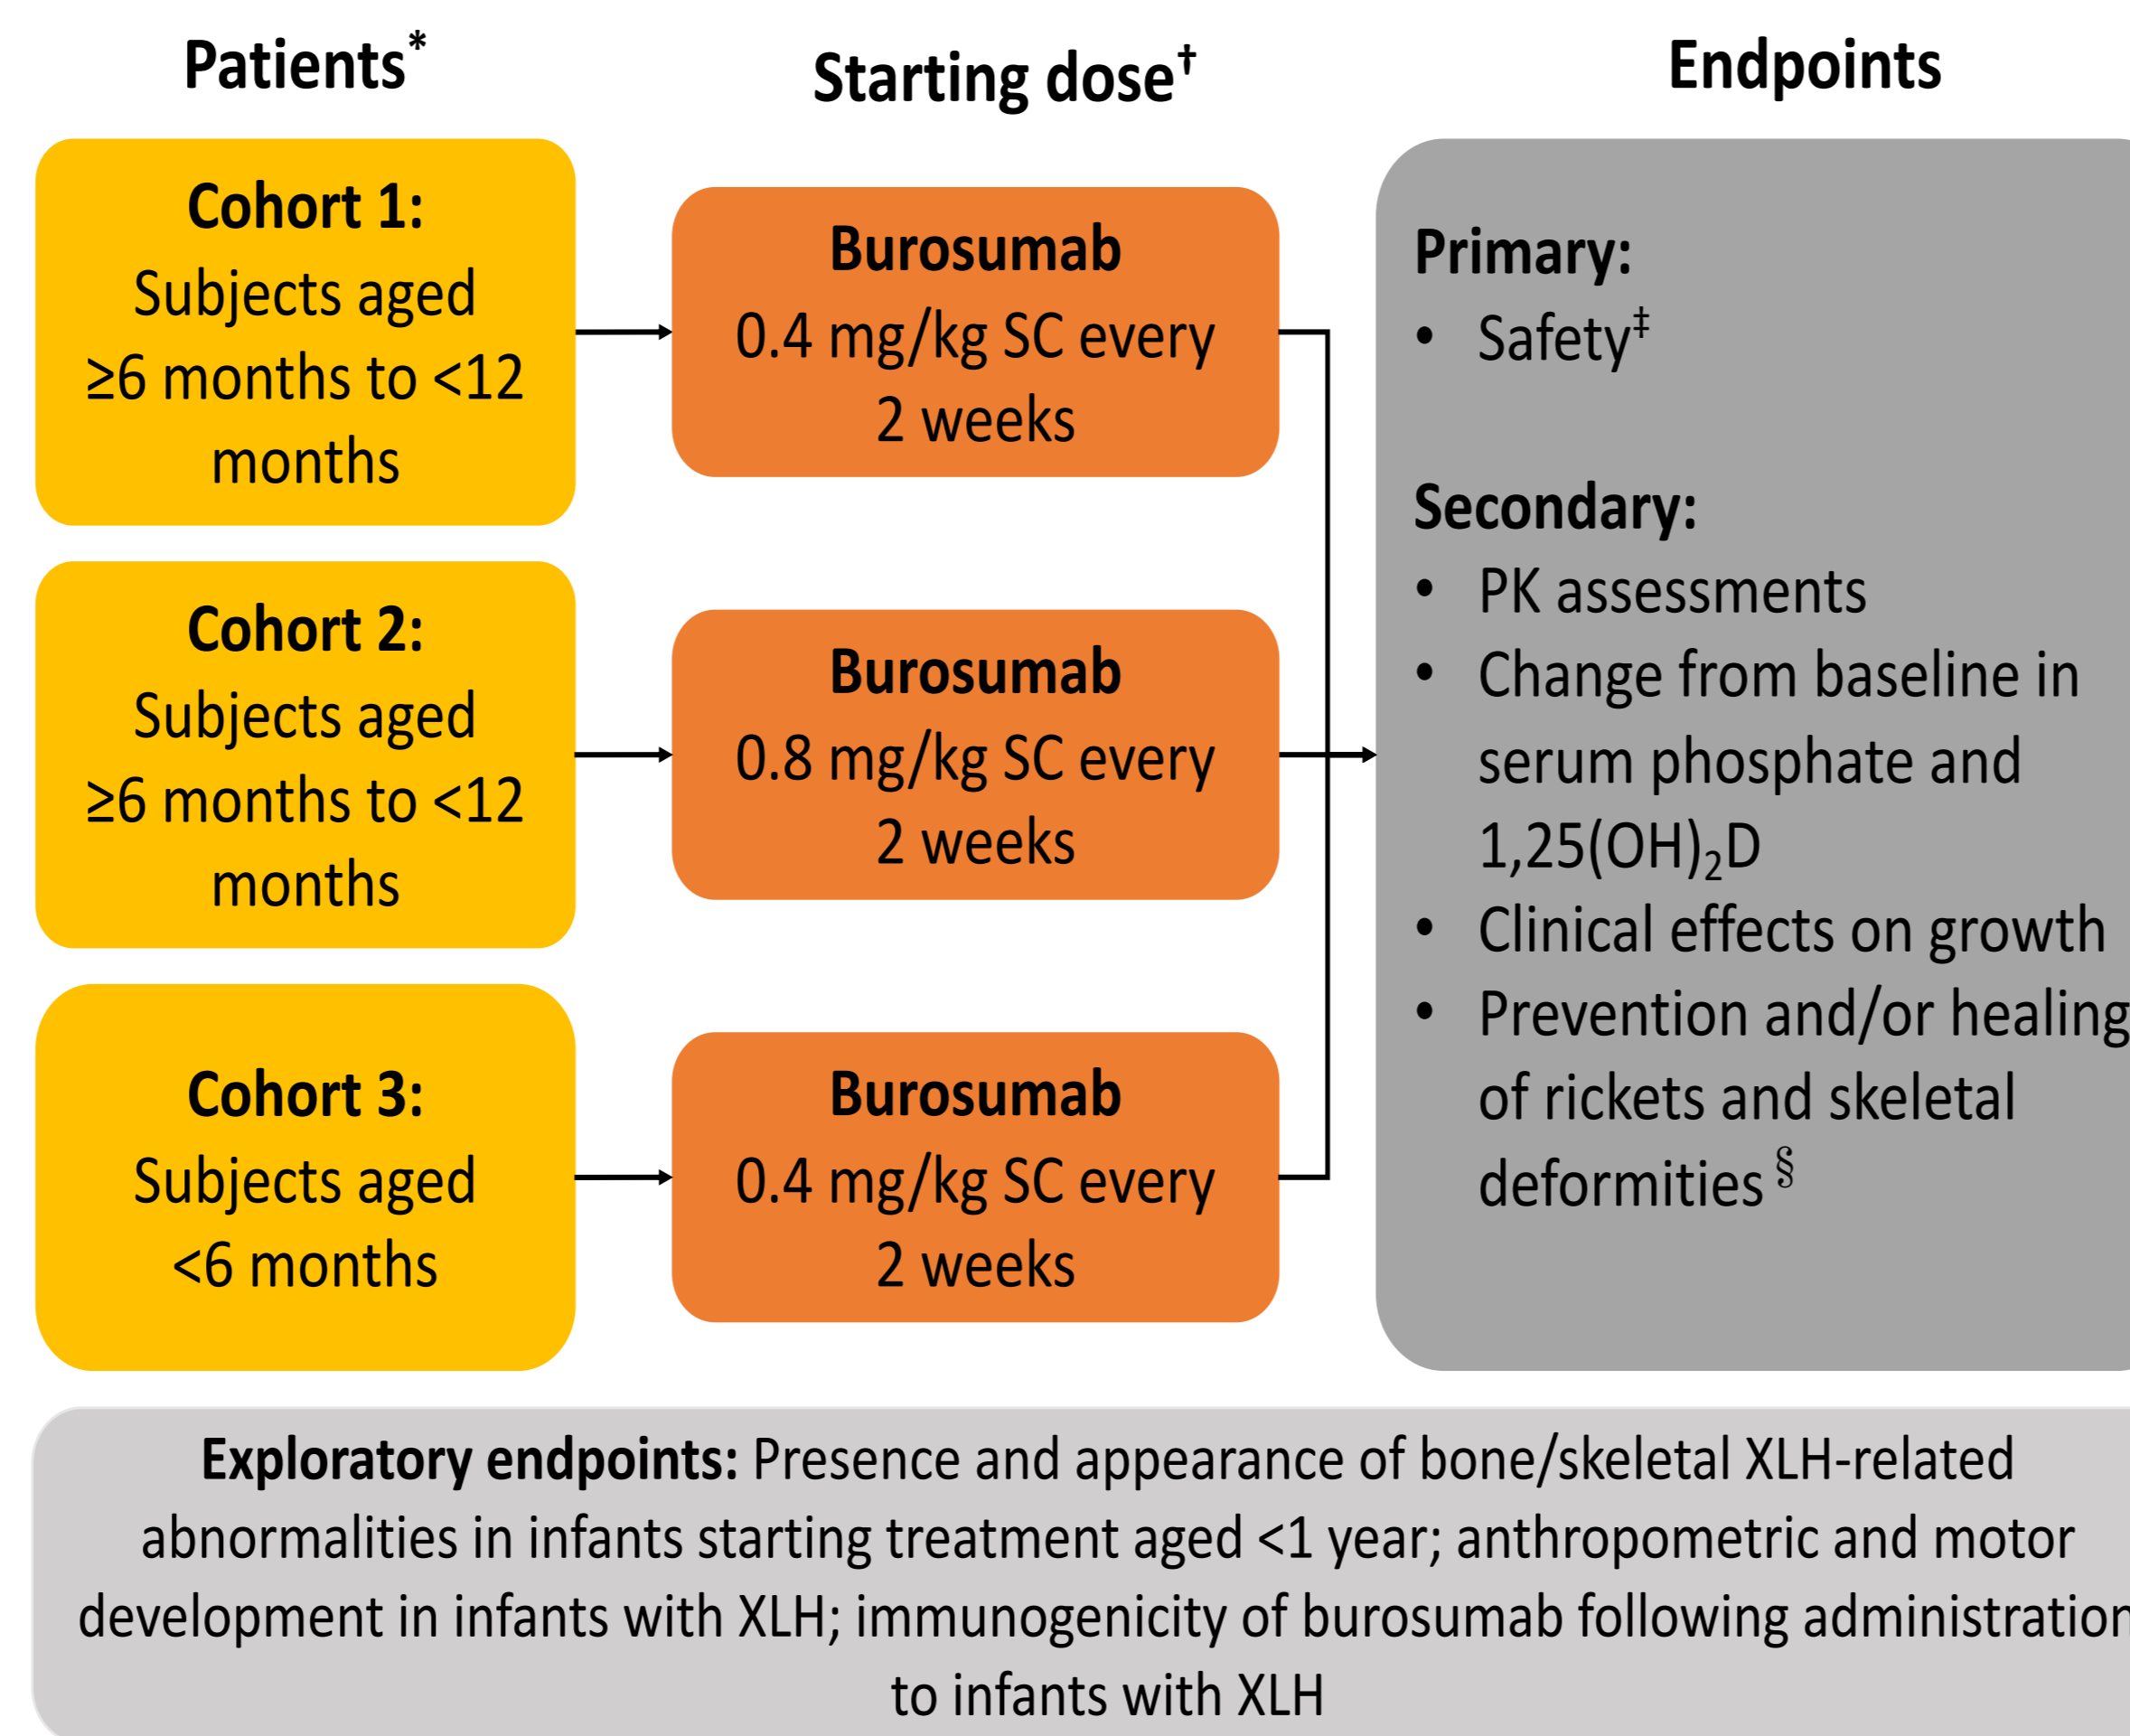 Patients*
Starting dose†
Endpoints
Cohort 1:
Subjects aged
≥6 months to <12
months
Burosumab
0.4 mg/kg SC every
2 weeks
Cohort 2:
Subjects aged
≥6 months to <12
months
Burosumab
0.8 mg/kg SC every
2 weeks
Cohort 3:
Subjects aged
<6 months
Burosumab
0.4 mg/kg SC every
2 weeks
Primary:
• Safety‡
Secondary:
• PK assessments
• Change from baseline in
serum phosphate and
1,25(OH)₂D
• Clinical effects on growth
• Prevention and/or healing
of rickets and skeletal
deformities §
Exploratory endpoints: Presence and appearance of bone/skeletal XLH-related
abnormalities in infants starting treatment aged <1 year; anthropometric and motor
development in infants with XLH; immunogenicity of burosumab following administration
to infants with XLH